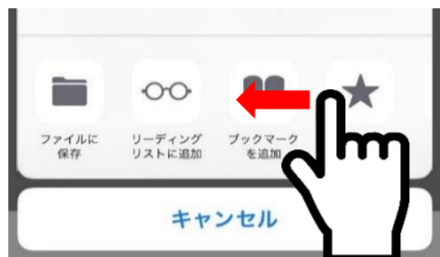 ファイルに
保存
リーディング
リストに追加
ブックマーク
を追加
キャンセル